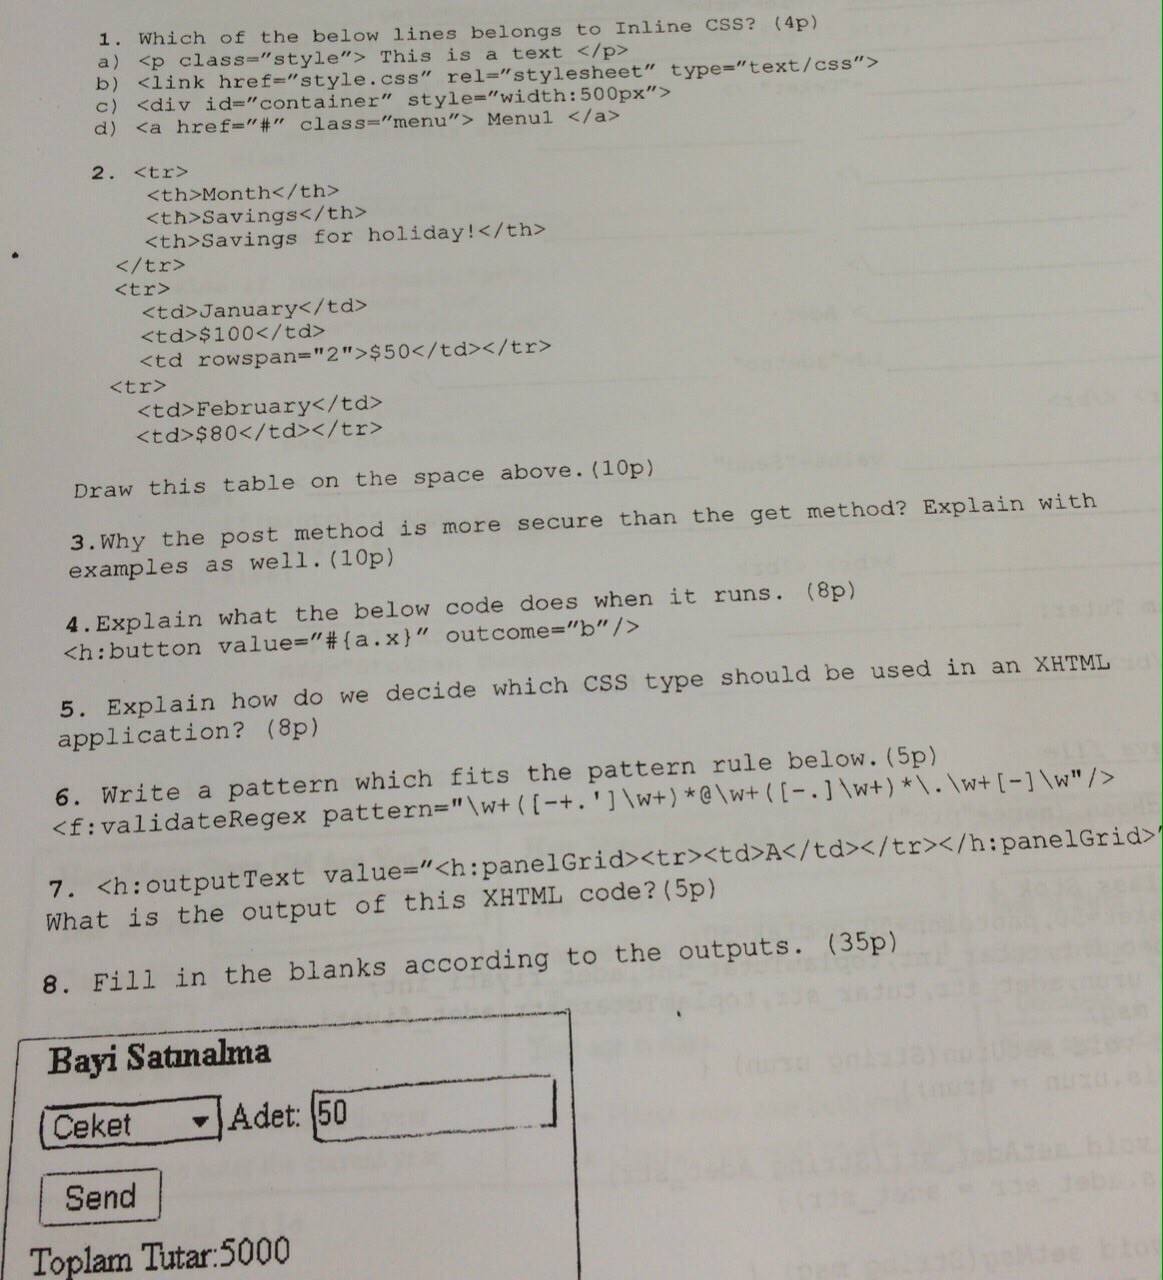 1. Which of the below lines belongs to Inline CSS? (4p)
a) <p class="style"> This is a text </p>
b) <link href="style.css" rel="stylesheet" type="text/css">
c) <div id="container" style="width:500px">
d) <a href="#" class="menu"> Menu1 </a>
2. <tr>
<th>Month</th>
<th>Savings</th>
<th>Savings for holiday!</th>
</tr>
<tr>
<td>January</td>
<td>$100</td>
<td rowspan="2">$50</td></tr>
<tr>
<td>February</td>
<td>$80</td></tr>
Draw this table on the space above.(10p)
3.Why the post method is more secure than the get method? Explain with
examples as well.(10p)
4.Explain what the below code does when it runs. (8p)
<h:button value="#{a.x}" outcome="b"/>
5. Explain how do we decide which CSS type should be used in an XHTML
application? (8p)
6. Write a pattern which fits the pattern rule below.(5p)
<f:validateRegex pattern="\w+([-+.']\w+)*@\w+([-.]\w+)*\.\w+[-]\w"/>
7. <h:outputText value="<h:panelGrid><tr><td>A</td></tr></h:panelGrid>"
What is the output of this XHTML code?(5p)
8. Fill in the blanks according to the outputs. (35p)
Bayi Satınalma
Ceket Adet: 50
Send
Toplam Tutar:5000